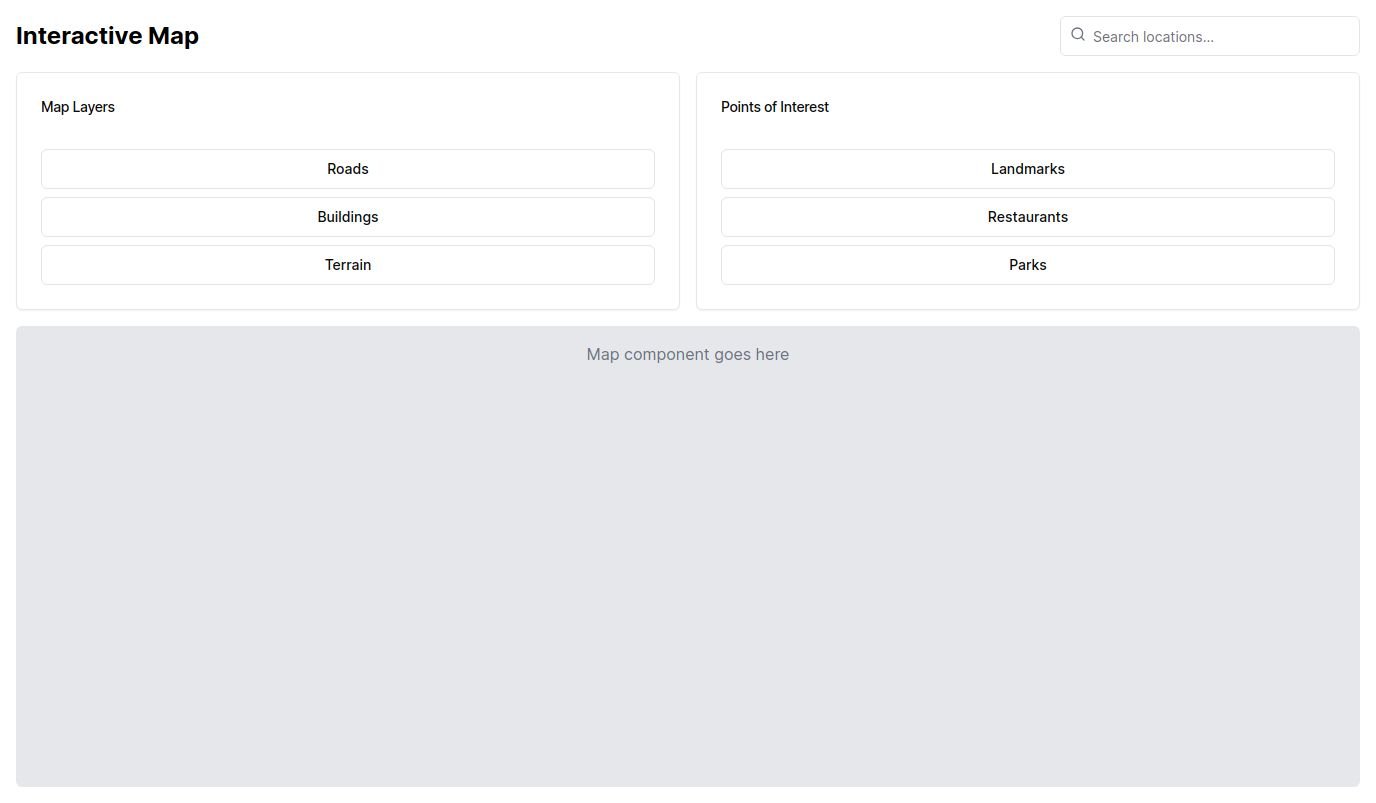 Interactive Map
Search locations...
Map Layers
Roads
Buildings
Terrain
Points of Interest
Landmarks
Restaurants
Parks
Map component goes here